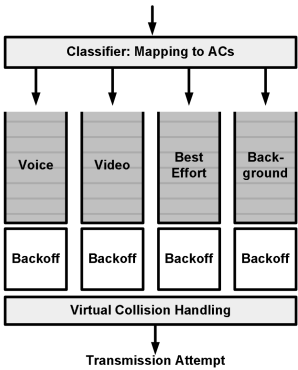 Classifier: Mapping to ACs
Voice
Video
Best
Effort
Back-
ground
Backoff
Backoff
Backoff
Backoff
Virtual Collision Handling
Transmission Attempt